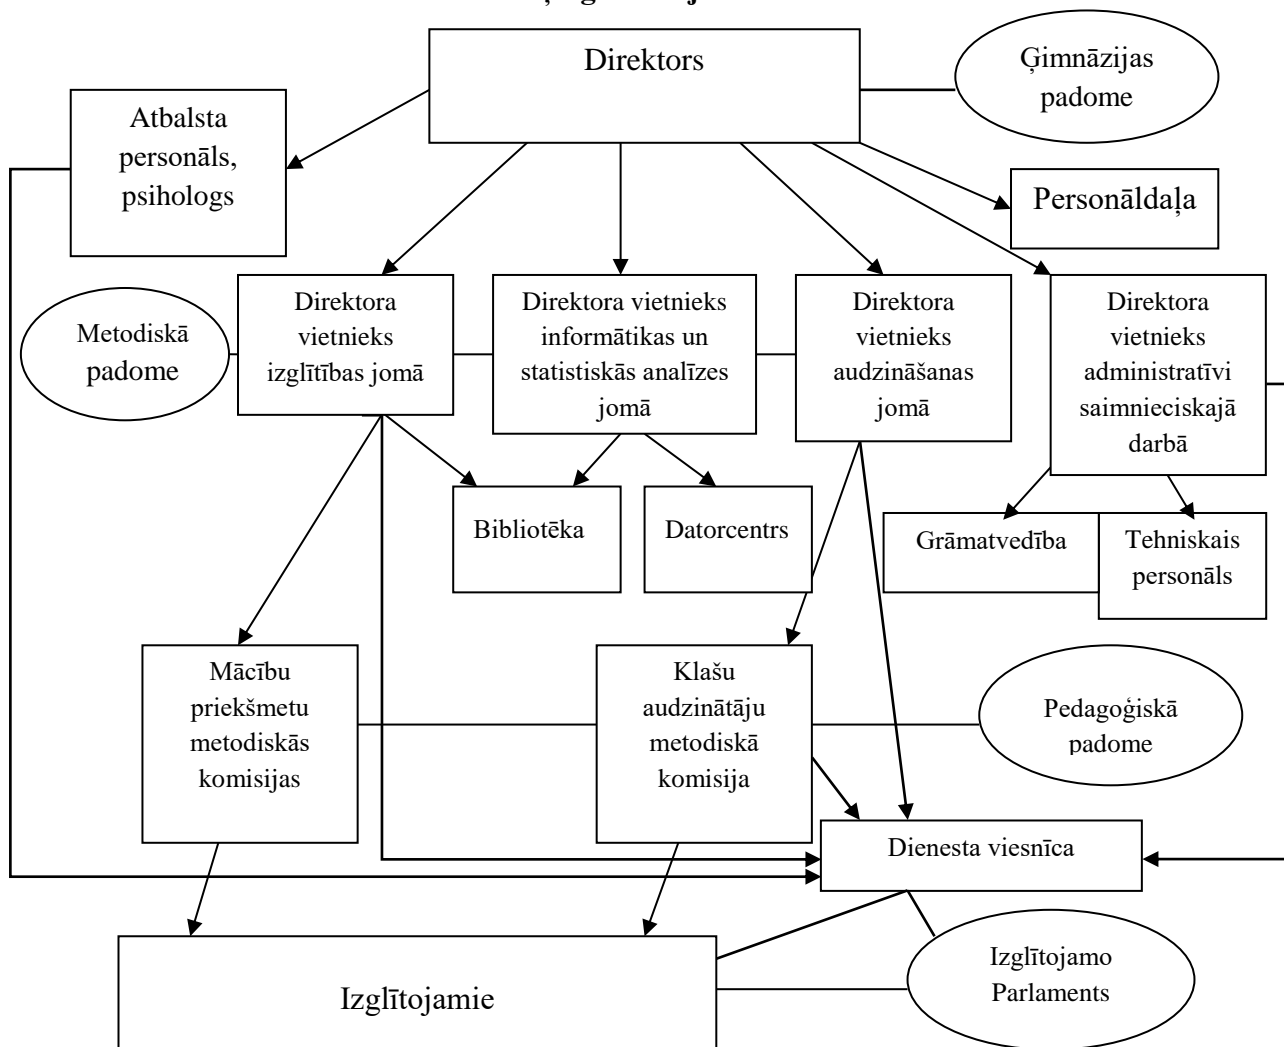 Direktors
Ģimnāzijas
padome
Atbalsta
personāls,
psihologs
Personāldaļa
Metodiskā
padome
Direktora
vietnieks
izglītības jomā
Direktora vietnieks
informātikas un
statistiskās analīzes
jomā
Direktora
vietnieks
audzināšanas
jomā
Direktora
vietnieks
administratīvi
saimnieciskajā
darbā
Bibliotēka
Datorcentrs
Grāmatvedība
Tehniskais
personāls
Mācību
priekšmetu
metodiskās
komisijas
Klašu
audzinātāju
metodiskā
komisija
Pedagoģiskā
padome
Dienesta viesnīca
Izglītojamie
Izglītojamo
Parlaments